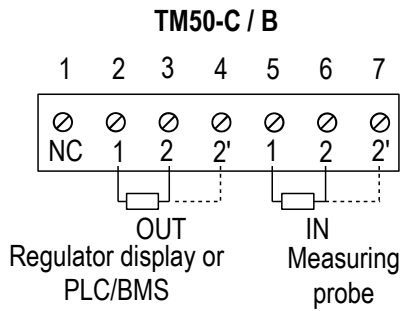 TM50-C / B
1 2 3 4 5 6 7
NC 1 2 2' 1 2 2'
OUT IN
Regulator display or Measuring
PLC/BMS probe